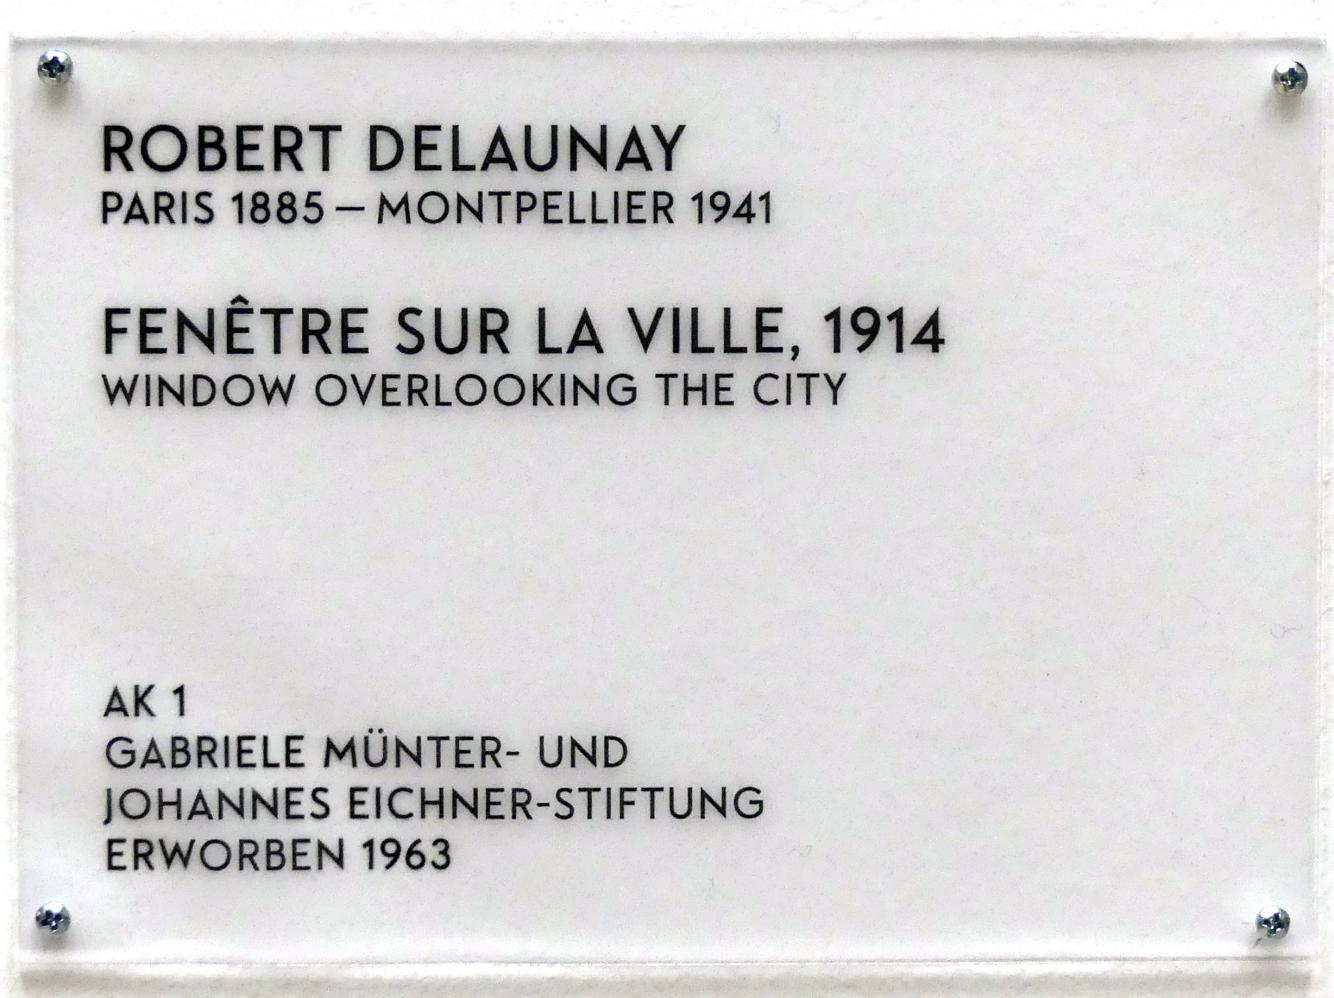 ROBERT DELAUNAY
PARIS 1885 – MONTPELLIER 1941
FENÊTRE SUR LA VILLE, 1914
WINDOW OVERLOOKING THE CITY
AK 1
GABRIELE MÜNTER- UND
JOHANNES EICHNER-STIFTUNG
ERWORBEN 1963